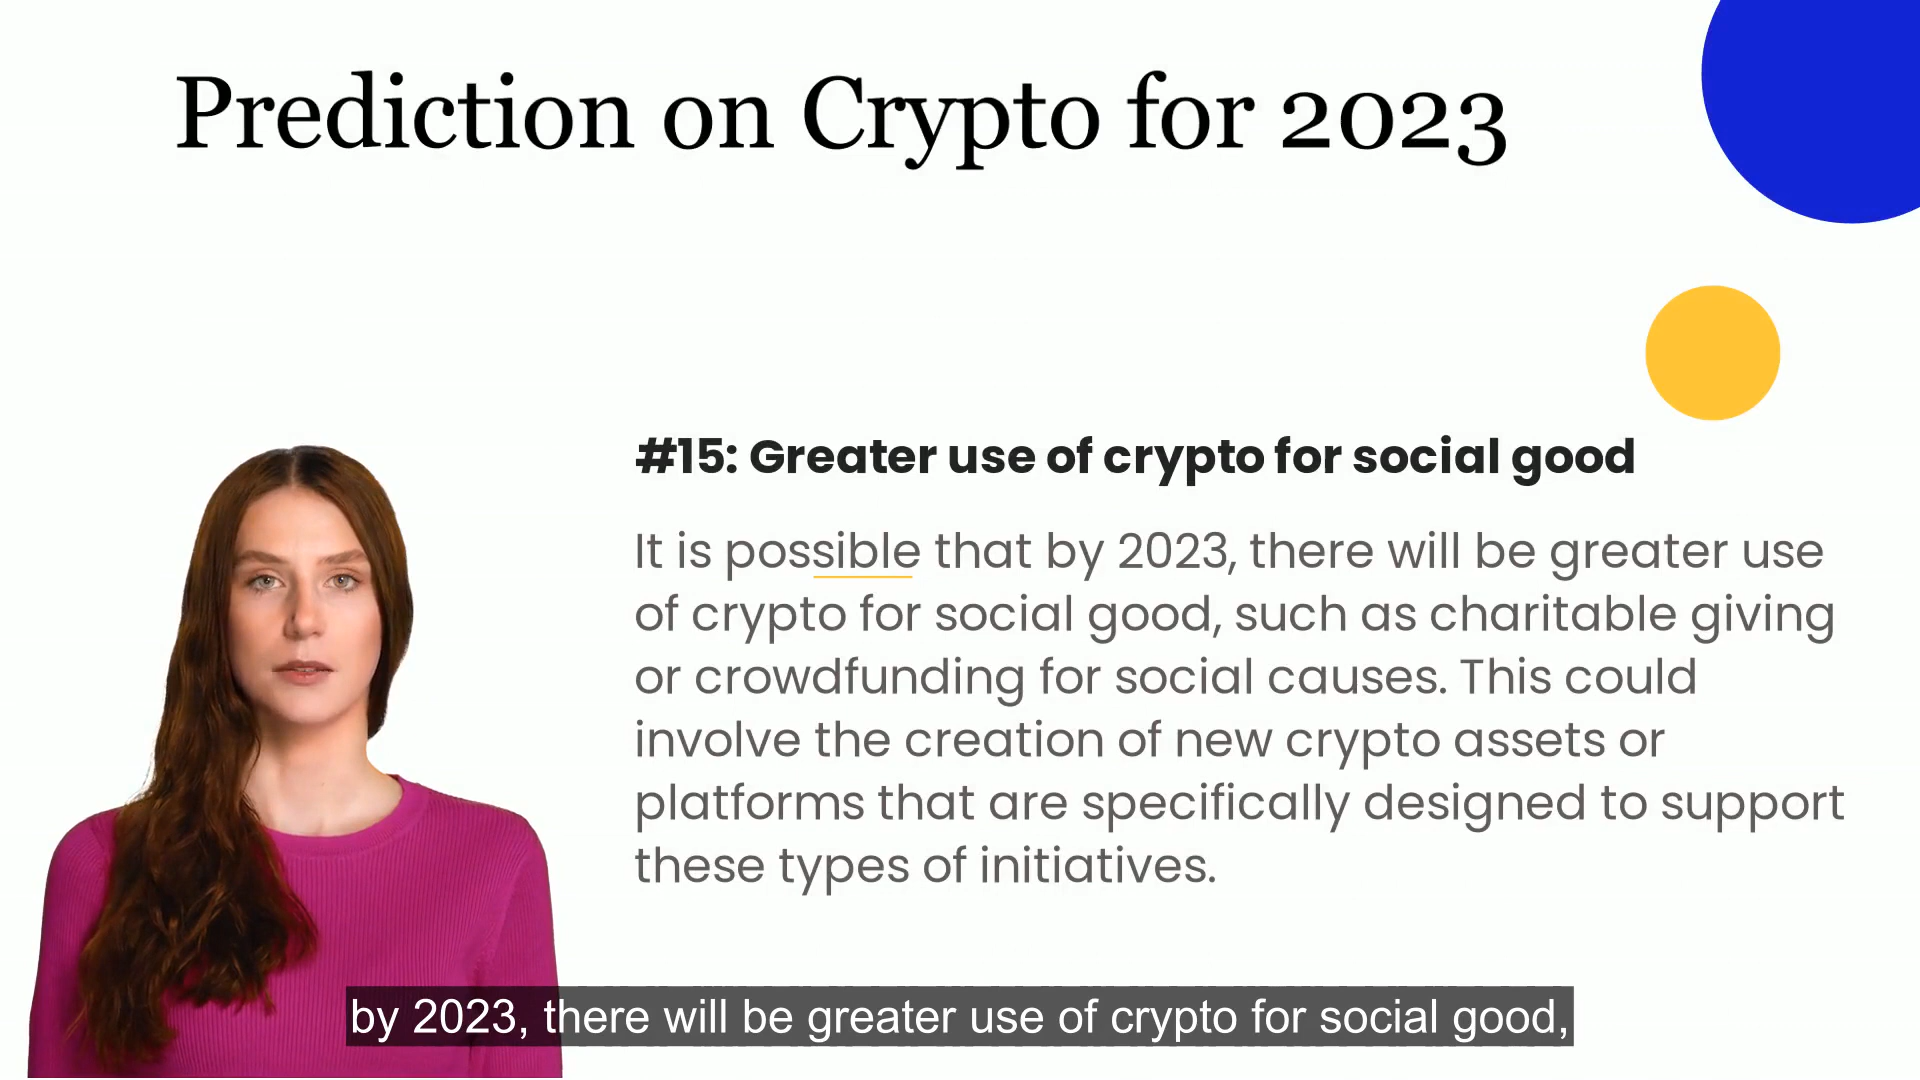 Prediction on Crypto for 2023
#15: Greater use of crypto for social good
It is possible that by 2023, there will be greater use
of crypto for social good, such as charitable giving
or crowdfunding for social causes. This could
involve the creation of new crypto assets or
platforms that are specifically designed to support
these types of initiatives.
by 2023, there will be greater use of crypto for social good,